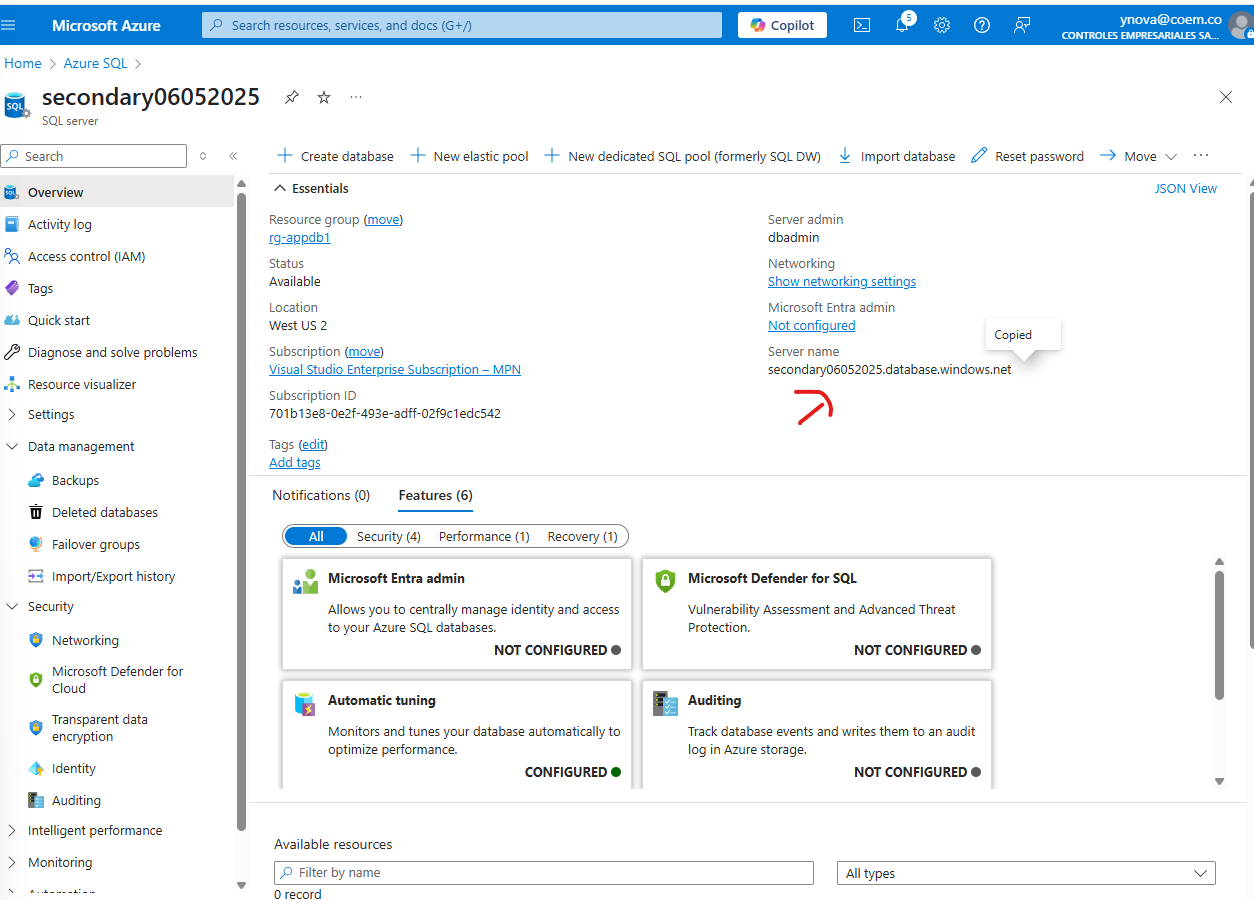 Microsoft Azure
Search resources, services, and docs (G+/)
Copilot
5
ynova@coem.co
CONTROLES EMPRESARIALES SA...
Home > Azure SQL >
secondary06052025
SQL server
Search
Overview
Activity log
Access control (IAM)
Tags
Quick start
Diagnose and solve problems
Resource visualizer
Settings
Data management
Backups
Deleted databases
Failover groups
Import/Export history
Security
Networking
Microsoft Defender for
Cloud
Transparent data
encryption
Identity
Auditing
Intelligent performance
Monitoring
Automation
Create database
New elastic pool
New dedicated SQL pool (formerly SQL DW)
Import database
Reset password
Move
Essentials
JSON View
Resource group (move)
rg-appdb1
Status
Available
Location
West US 2
Subscription (move)
Visual Studio Enterprise Subscription – MPN
Subscription ID
701b13e8-0e2f-493e-adff-02f9c1edc542
Tags (edit)
Add tags
Server admin
dbadmin
Networking
Show networking settings
Microsoft Entra admin
Not configured
Copied
Server name
secondary06052025.database.windows.net
Notifications (0)
Features (6)
All
Security (4)
Performance (1)
Recovery (1)
Microsoft Entra admin
Allows you to centrally manage identity and access
to your Azure SQL databases.
NOT CONFIGURED
Microsoft Defender for SQL
Vulnerability Assessment and Advanced Threat
Protection.
NOT CONFIGURED
Automatic tuning
Monitors and tunes your database automatically to
optimize performance.
CONFIGURED
Auditing
Track database events and writes them to an audit
log in Azure storage.
NOT CONFIGURED
Available resources
Filter by name
All types
0 record